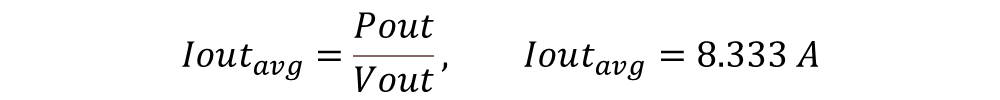 Iout_avg = Pout / Vout, Iout_avg = 8.333 A